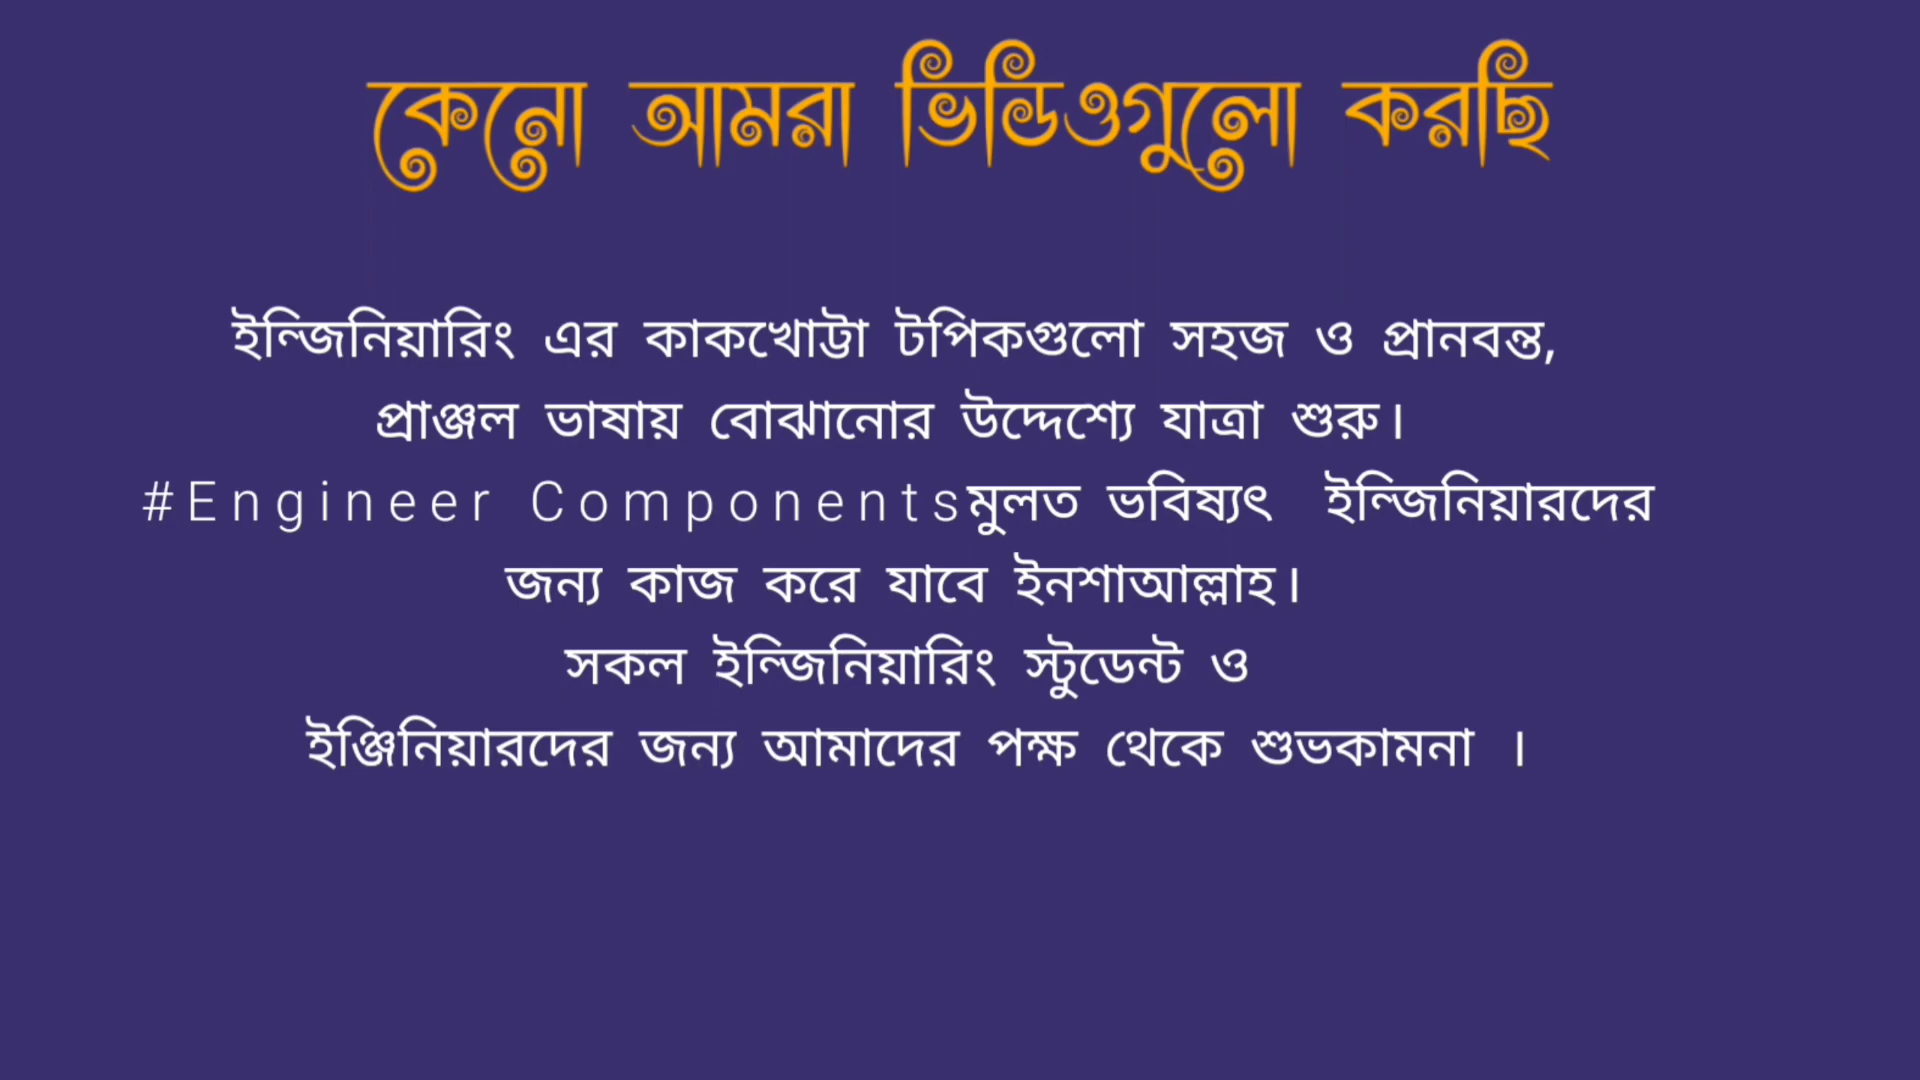 কেনো আমরা ভিডিওগুলো করছি
ইন্জিনিয়ারিং এর কাকখোট্টা টপিকগুলো সহজ ও প্রানবন্ত,
প্রাঞ্জল ভাষায় বোঝানোর উদ্দেশ্যে যাত্রা শুরু।
#Engineer Componentsমুলত ভবিষ্যৎ ইন্জিনিয়ারদের
জন্য কাজ করে যাবে ইনশাআল্লাহ।
সকল ইন্জিনিয়ারিং স্টুডেন্ট ও
ইঞ্জিনিয়ারদের জন্য আমাদের পক্ষ থেকে শুভকামনা ।